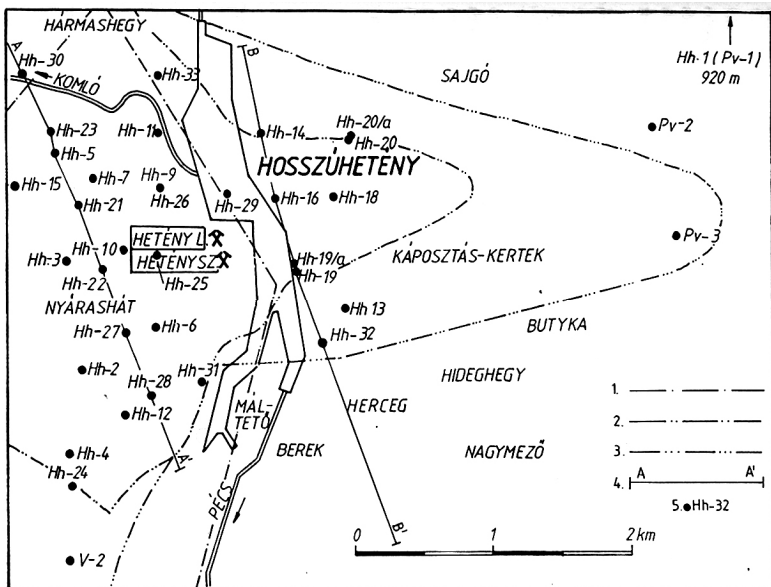 HÁRMASHEGY
A
Hh-30
KOMLÓ
Hh-33
B
SAJGÓ
Hh-1 (Pv-1)
920 m
Hh-23
Hh-11
Hh-14
Hh-20/a
Hh-20
Pv-2
Hh-5
HOSSZÚHETÉNY
Hh-15
Hh-7
Hh-9
Hh-26
Hh-29
Hh-16
Hh-18
Hh-21
Hh-10
HETÉNY L.
Hh-3
HETÉNY SZ.
Hh-22
Hh-25
Hh-19/a
Hh-19
KÁPOSZTÁS-KERTEK
Pv-3
NYÁRASHÁT
Hh-27
Hh-6
Hh 13
Hh-32
BUTYKA
Hh-2
Hh-31
HIDEGHEGY
Hh-28
Hh-12
MÁL-
TETŐ
HERCEG
1.
2.
3.
4. A A'
5. Hh-32
Hh-4
Hh-24
A'
BEREK
NAGYMEZŐ
PÉCS
B'
V-2
0 1 2 km